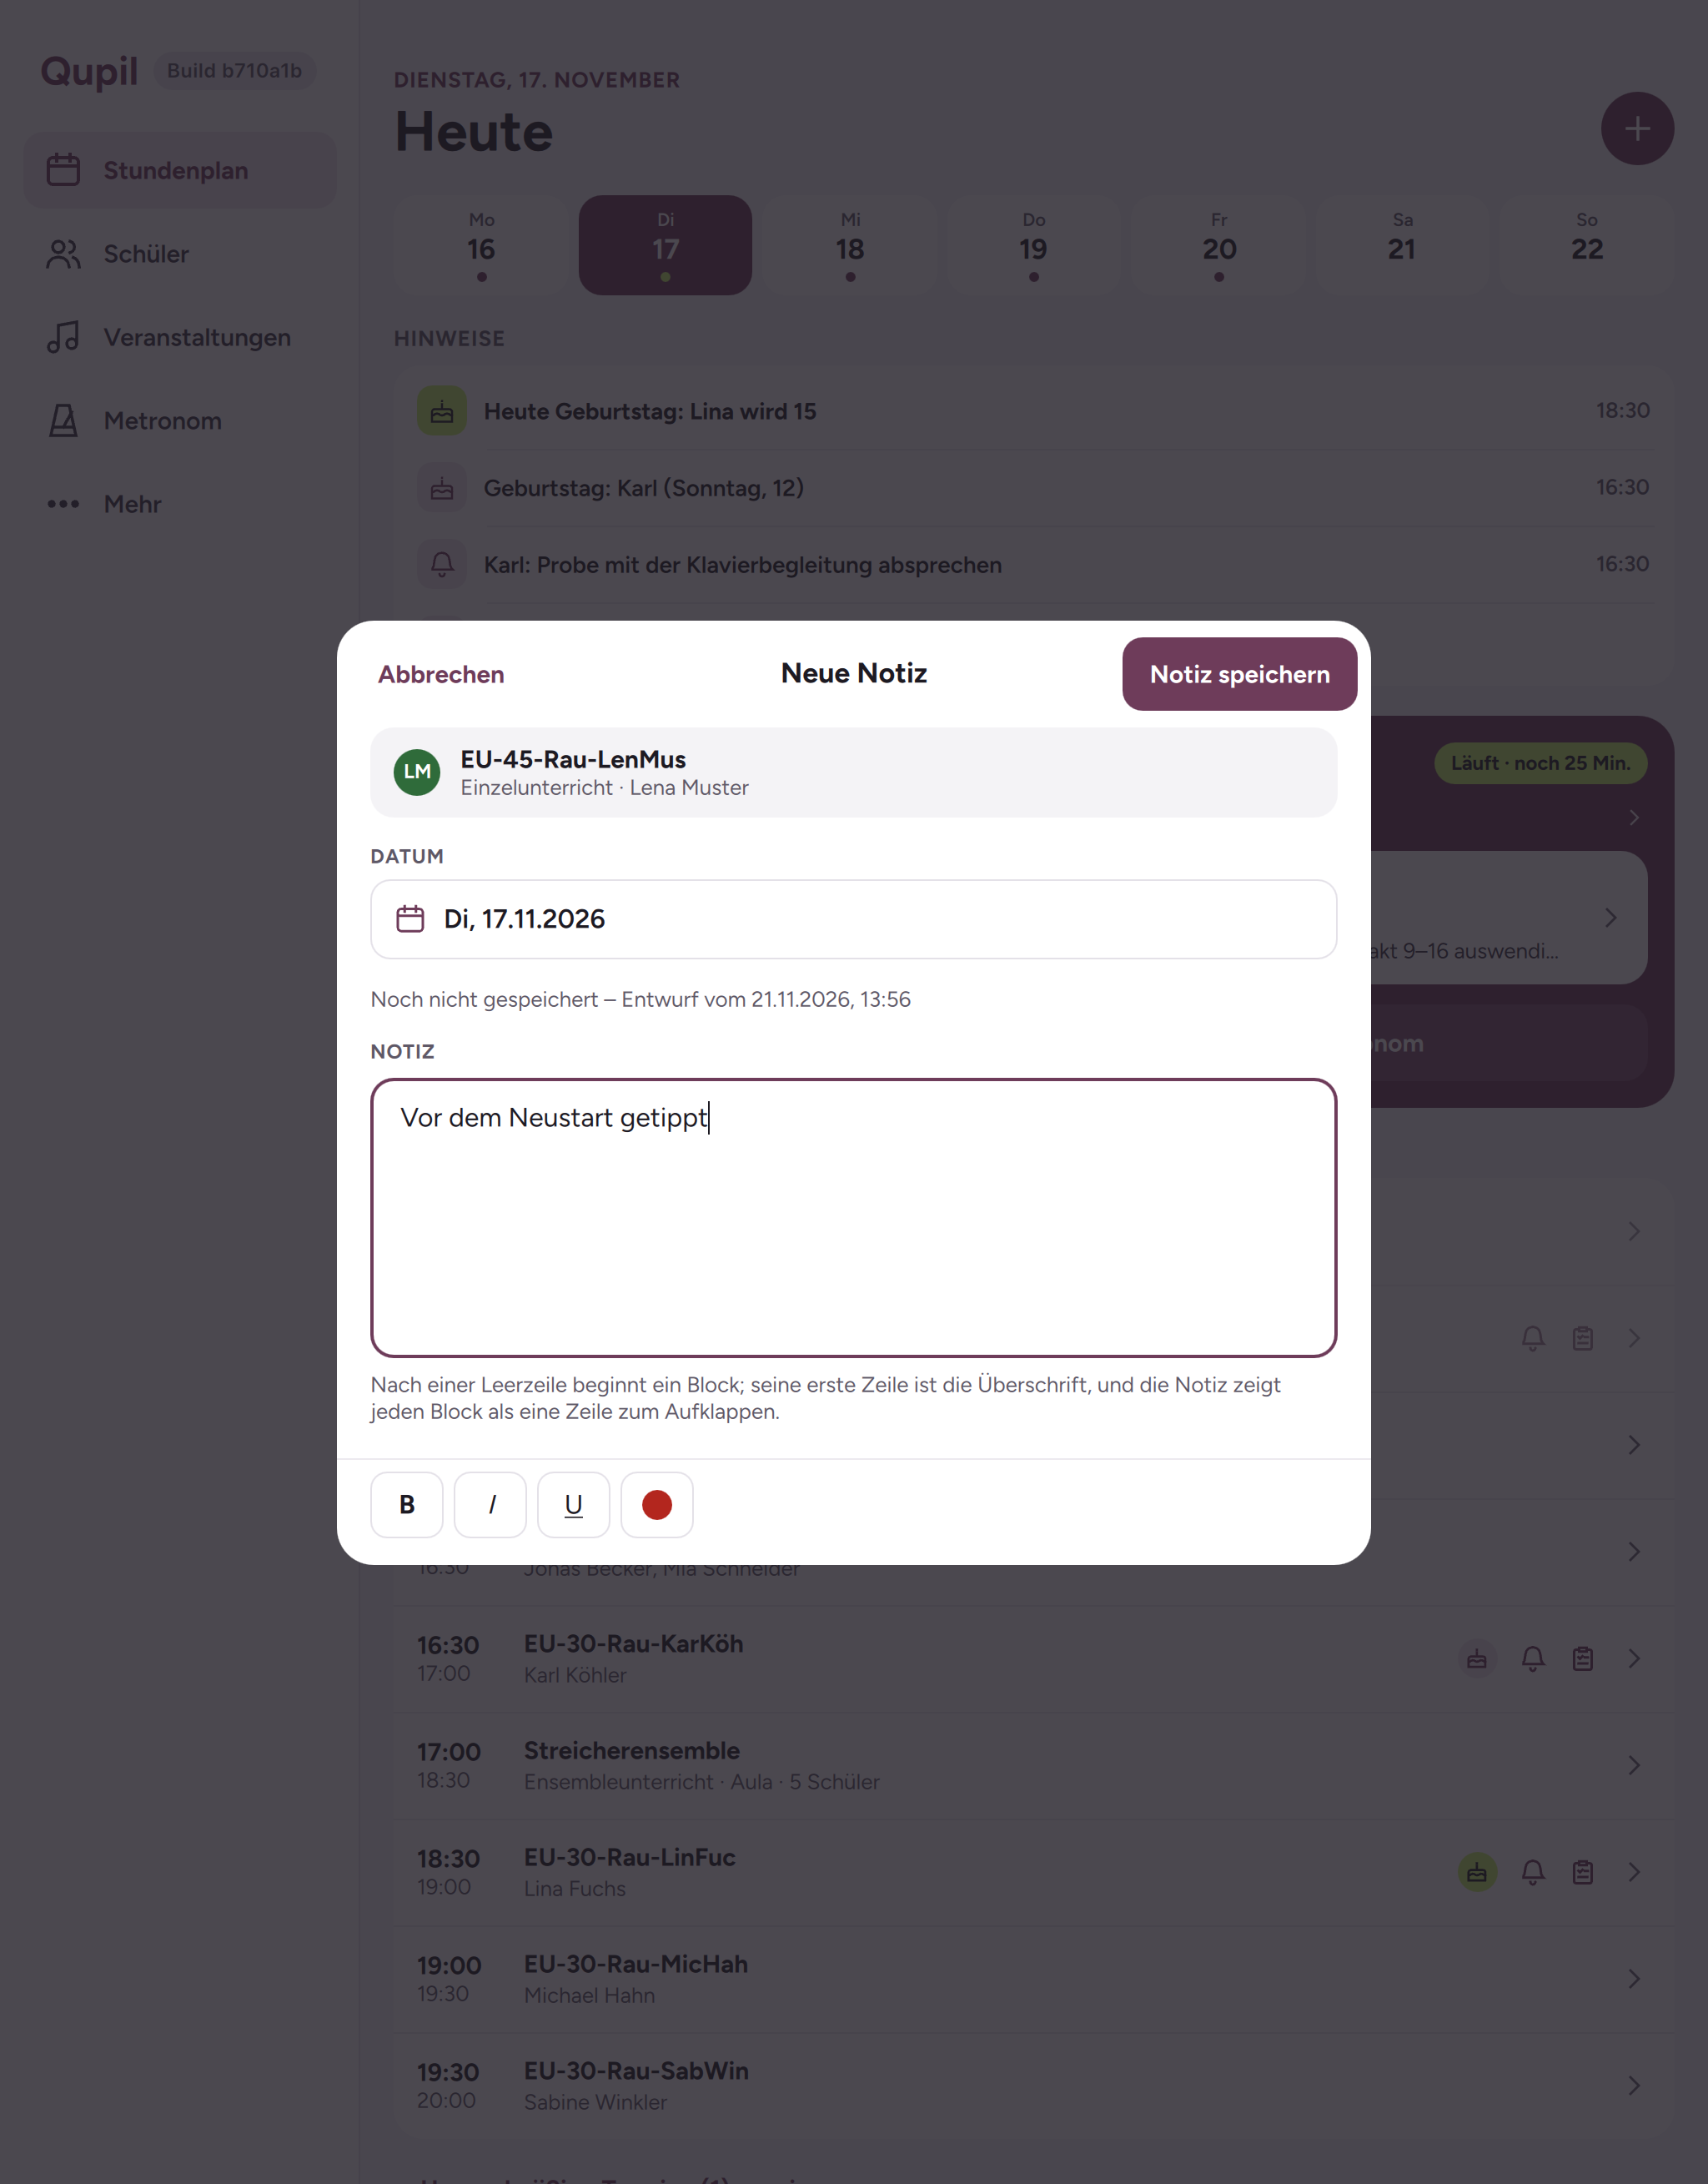 Qupil
Build b710a1b
Stundenplan
Schüler
Veranstaltungen
Metronom
Mehr
DIENSTAG, 17. NOVEMBER
Heute
Mo
16
Di
17
Mi
18
Do
19
Fr
20
Sa
21
So
22
HINWEISE
Heute Geburtstag: Lina wird 15
18:30
Geburtstag: Karl (Sonntag, 12)
16:30
Karl: Probe mit der Klavierbegleitung absprechen
16:30
Läuft · noch 25 Min.
9–16 auswendi…
Abbrechen
Neue Notiz
Notiz speichern
LM
EU-45-Rau-LenMus
Einzelunterricht · Lena Muster
DATUM
Di, 17.11.2026
Noch nicht gespeichert – Entwurf vom 21.11.2026, 13:56
NOTIZ
Vor dem Neustart getippt
Nach einer Leerzeile beginnt ein Block; seine erste Zeile ist die Überschrift, und die Notiz zeigt
jeden Block als eine Zeile zum Aufklappen.
B
I
U
16:30
Jonas Becker, Mia Schneider
16:30
17:00
EU-30-Rau-KarKöh
Karl Köhler
17:00
18:30
Streicherensemble
Ensembleunterricht · Aula · 5 Schüler
18:30
19:00
EU-30-Rau-LinFuc
Lina Fuchs
19:00
19:30
EU-30-Rau-MicHah
Michael Hahn
19:30
20:00
EU-30-Rau-SabWin
Sabine Winkler